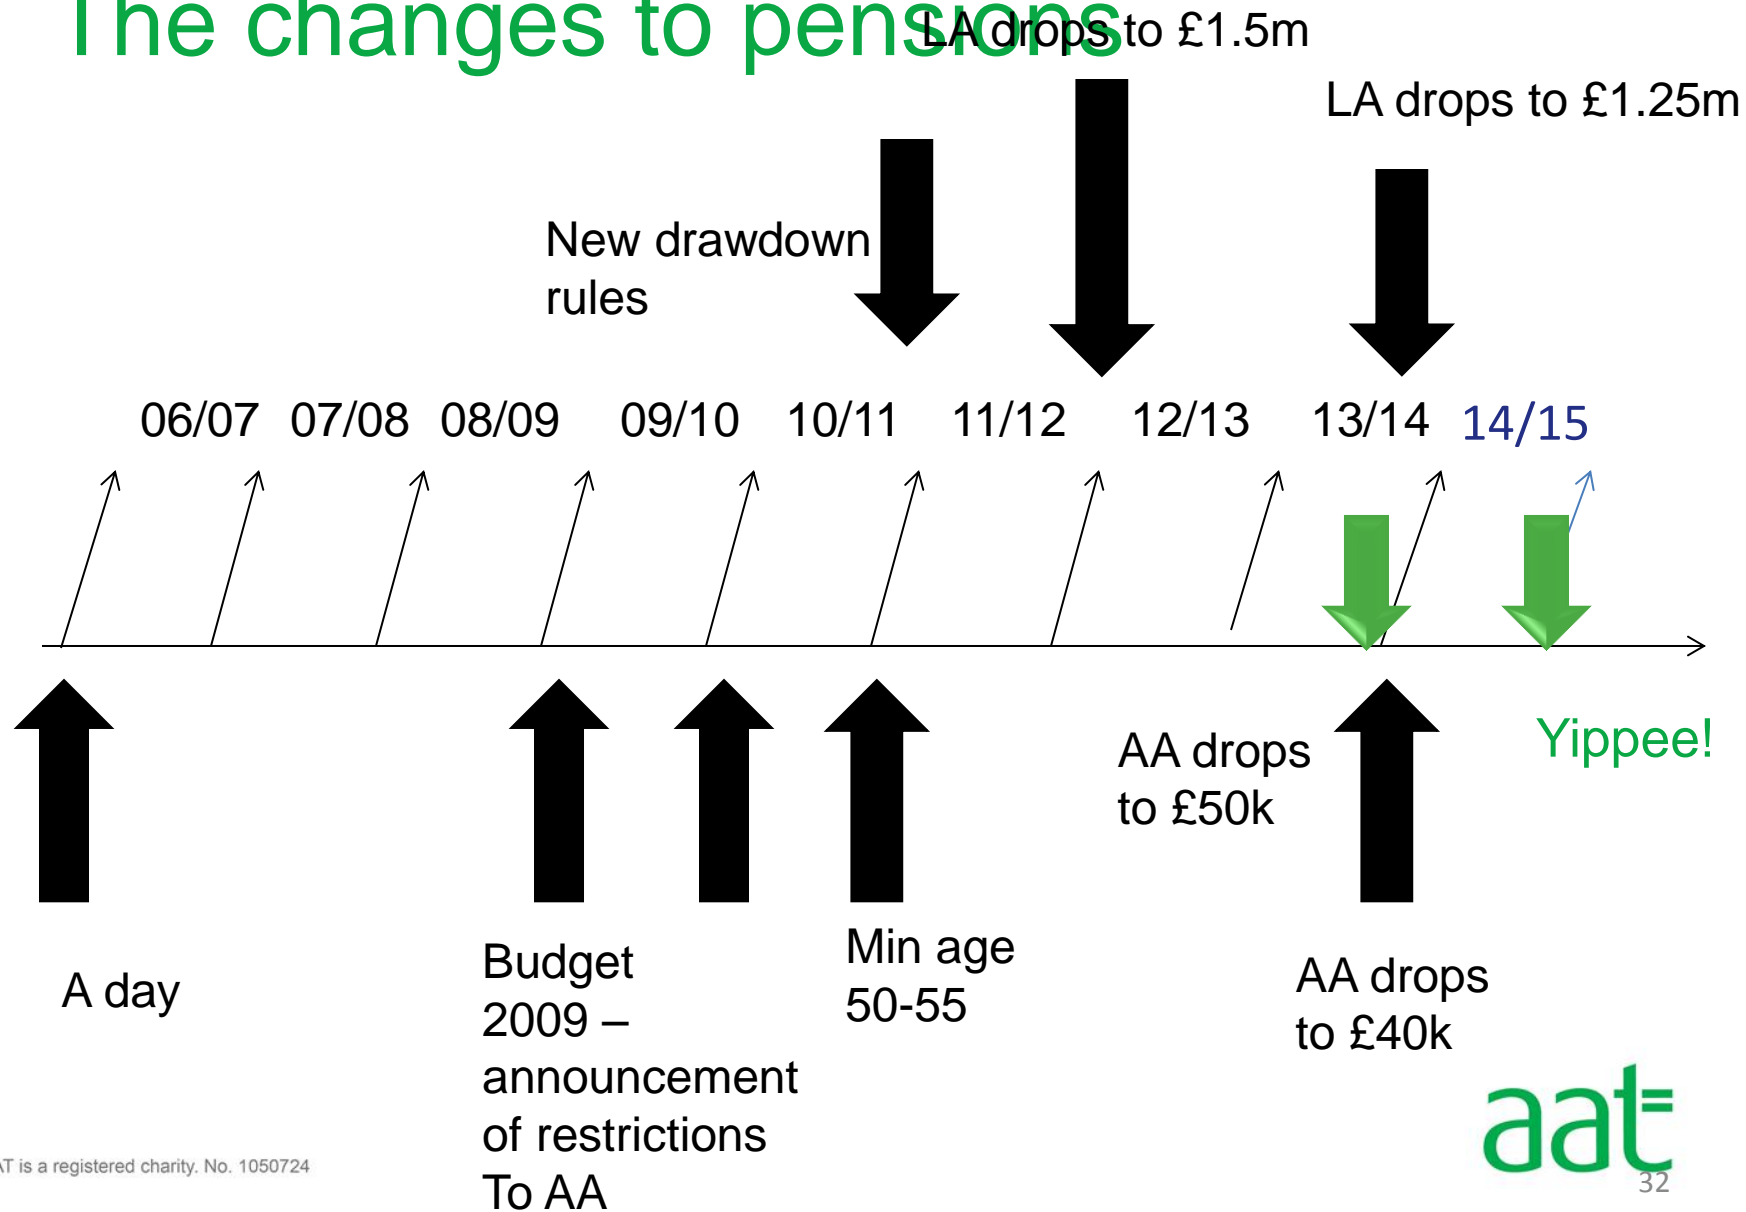 The changes to pensions
LA drops to £1.5m
LA drops to £1.25m
New drawdown
rules
06/07 07/08 08/09 09/10 10/11 11/12 12/13 13/14 14/15
Yippee!
AA drops
to £50k
A day
Budget
2009 –
announcement
of restrictions
To AA
Min age
50-55
AA drops
to £40k
aat
AT is a registered charity. No. 1050724
32